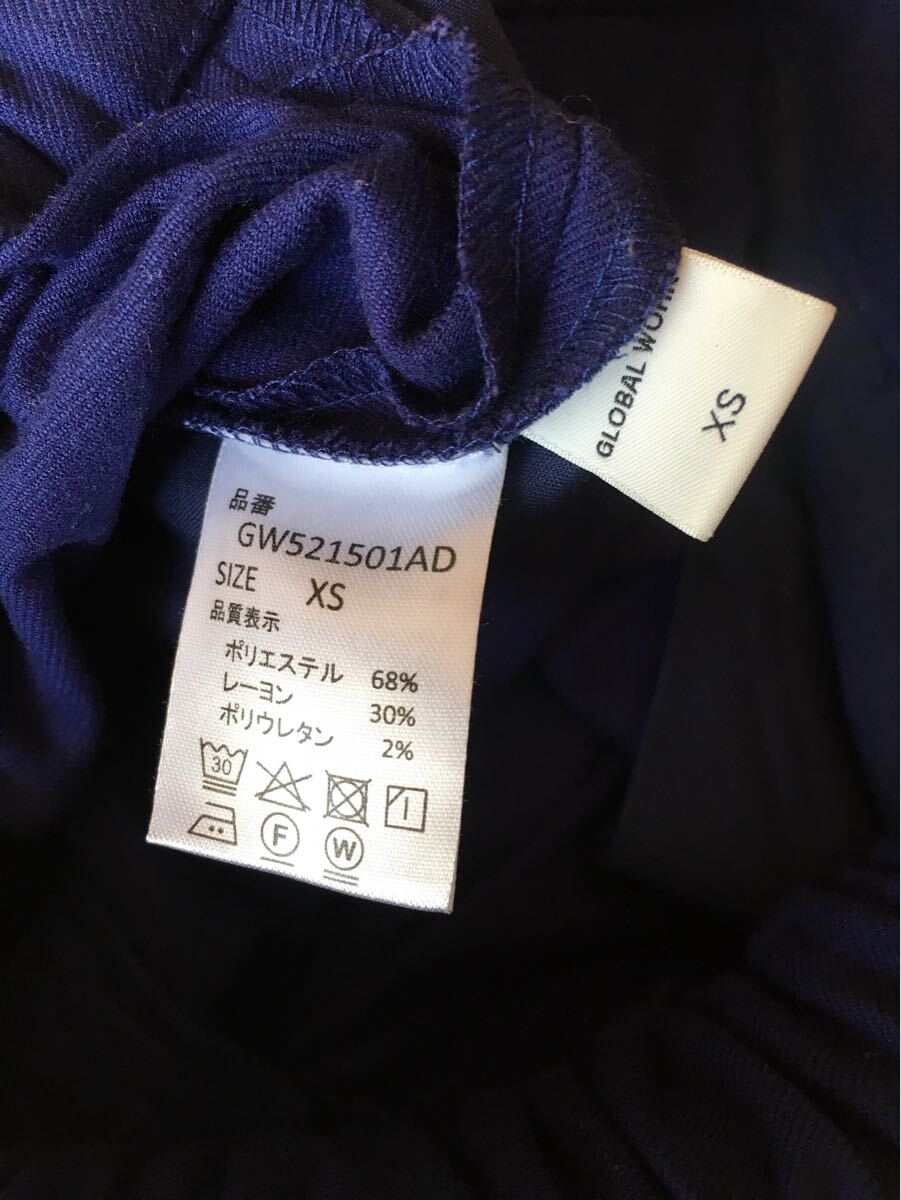 GLOBAL WORK
XS
品番
GW521501AD
SIZE XS
品質表示
ポリエステル 68%
レーヨン 30%
ポリウレタン 2%
30
F W